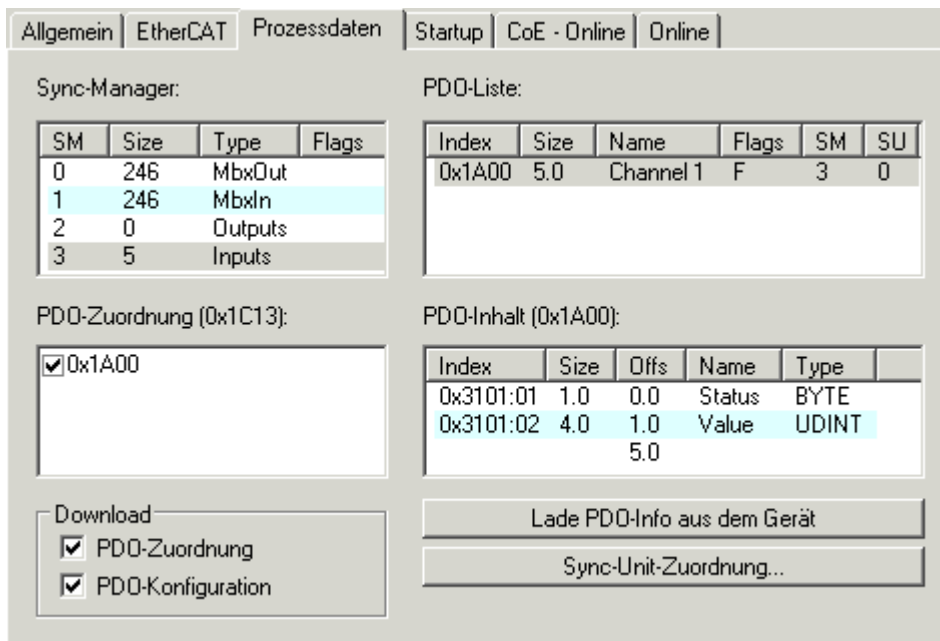 Allgemein EtherCAT Prozessdaten Startup CoE - Online Online
Sync-Manager:
SM Size Type Flags
0 246 MbxOut
1 246 MbxIn
2 0 Outputs
3 5 Inputs
PDO-Liste:
Index Size Name Flags SM SU
0x1A00 5.0 Channel 1 F 3 0
PDO-Zuordnung (0x1C13):
0x1A00
PDO-Inhalt (0x1A00):
Index Size Offs Name Type
0x3101:01 1.0 0.0 Status BYTE
0x3101:02 4.0 1.0 Value UDINT
5.0
Download
PDO-Zuordnung
PDO-Konfiguration
Lade PDO-Info aus dem Gerät
Sync-Unit-Zuordnung...